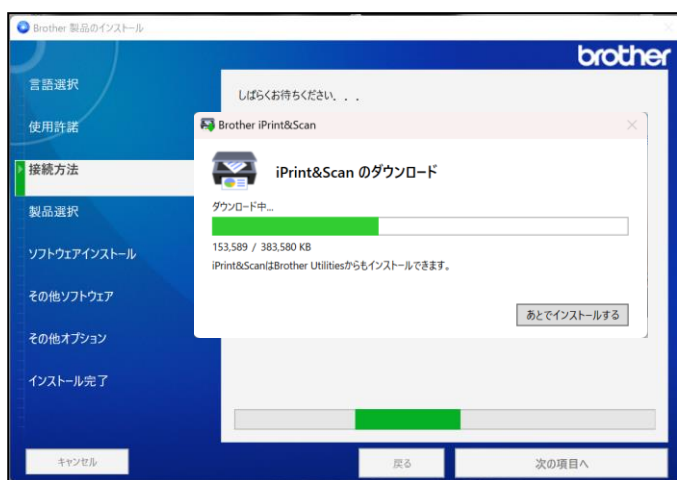 Brother 製品のインストール
brother
言語選択
使用許諾
接続方法
製品選択
ソフトウェアインストール
その他ソフトウェア
その他オプション
インストール完了
しばらくお待ちください. . .
Brother iPrint&Scan
iPrint&Scan のダウンロード
ダウンロード中...
153,589 / 383,580 KB
iPrint&ScanはBrother Utilitiesからもインストールできます。
あとでインストールする
キャンセル
戻る
次の項目へ